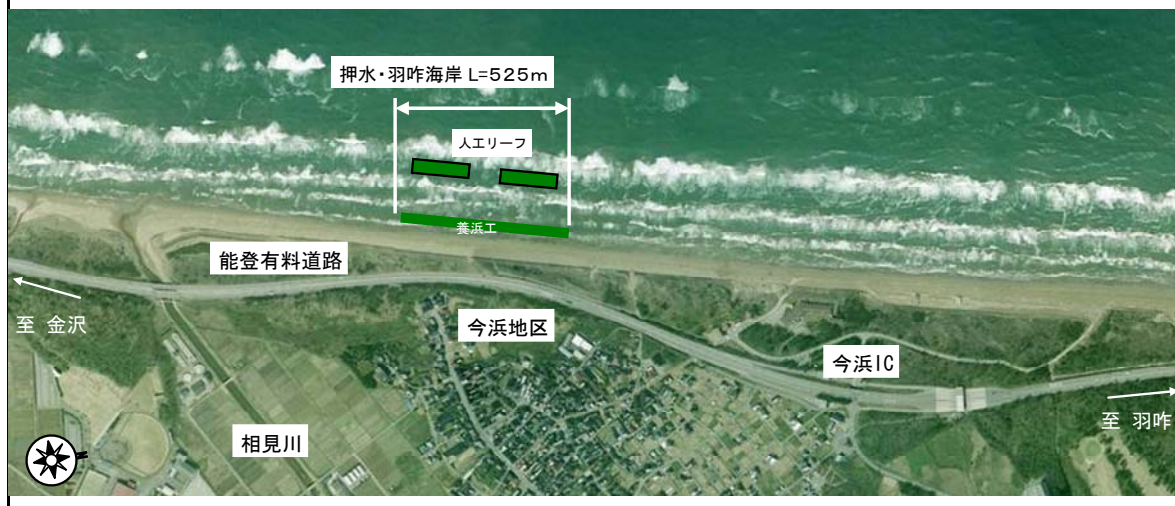 押水・羽咋海岸 L=525m
人工リーフ
養浜工
能登有料道路
至 金沢
今浜地区
今浜IC
至 羽咋
相見川